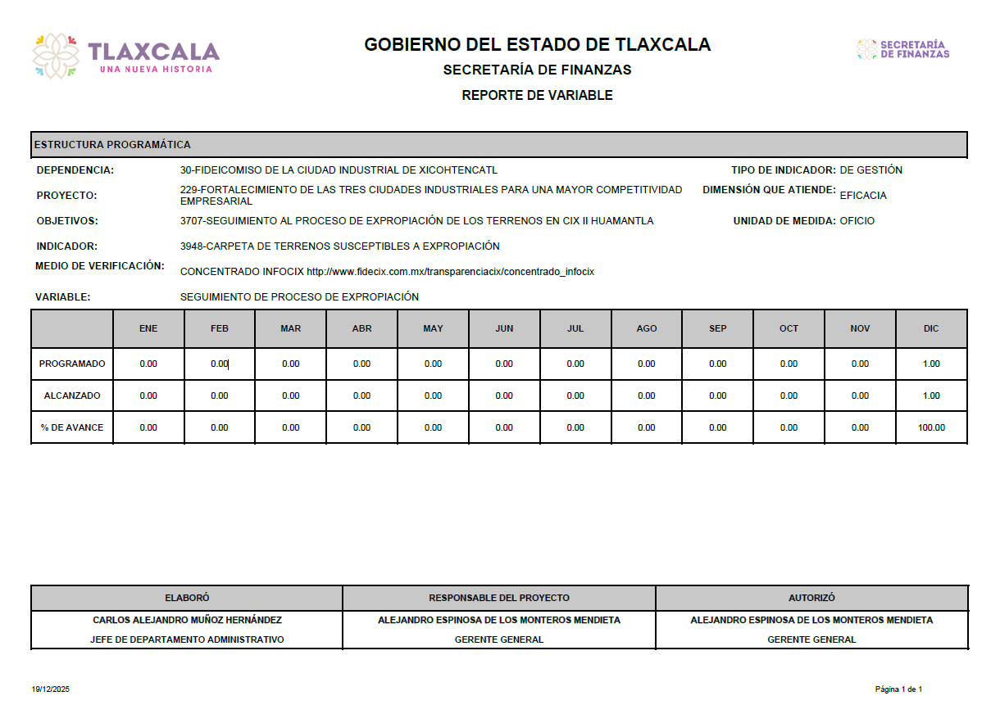 TLAXCALA
UNA NUEVA HISTORIA
GOBIERNO DEL ESTADO DE TLAXCALA
SECRETARÍA DE FINANZAS
REPORTE DE VARIABLE
SECRETARÍA
DE FINANZAS
ESTRUCTURA PROGRAMÁTICA
DEPENDENCIA: 30-FIDEICOMISO DE LA CIUDAD INDUSTRIAL DE XICOHTENCATL TIPO DE INDICADOR: DE GESTIÓN
PROYECTO: 229-FORTALECIMIENTO DE LAS TRES CIUDADES INDUSTRIALES PARA UNA MAYOR COMPETITIVIDAD
EMPRESARIAL
DIMENSIÓN QUE ATIENDE: EFICACIA
OBJETIVOS: 3707-SEGUIMIENTO AL PROCESO DE EXPROPIACIÓN DE LOS TERRENOS EN CIX II HUAMANTLA UNIDAD DE MEDIDA: OFICIO
INDICADOR: 3948-CARPETA DE TERRENOS SUSCEPTIBLES A EXPROPIACIÓN
MEDIO DE VERIFICACIÓN: CONCENTRADO INFOCIX http://www.fidecix.com.mx/transparenciacix/concentrado_infocix
VARIABLE: SEGUIMIENTO DE PROCESO DE EXPROPIACIÓN
ENE FEB MAR ABR MAY JUN JUL AGO SEP OCT NOV DIC
PROGRAMADO 0.00 0.00 0.00 0.00 0.00 0.00 0.00 0.00 0.00 0.00 0.00 1.00
ALCANZADO 0.00 0.00 0.00 0.00 0.00 0.00 0.00 0.00 0.00 0.00 0.00 1.00
% DE AVANCE 0.00 0.00 0.00 0.00 0.00 0.00 0.00 0.00 0.00 0.00 0.00 100.00
ELABORÓ RESPONSABLE DEL PROYECTO AUTORIZÓ
CARLOS ALEJANDRO MUÑOZ HERNÁNDEZ ALEJANDRO ESPINOSA DE LOS MONTEROS MENDIETA ALEJANDRO ESPINOSA DE LOS MONTEROS MENDIETA
JEFE DE DEPARTAMENTO ADMINISTRATIVO GERENTE GENERAL GERENTE GENERAL
19/12/2025 Página 1 de 1